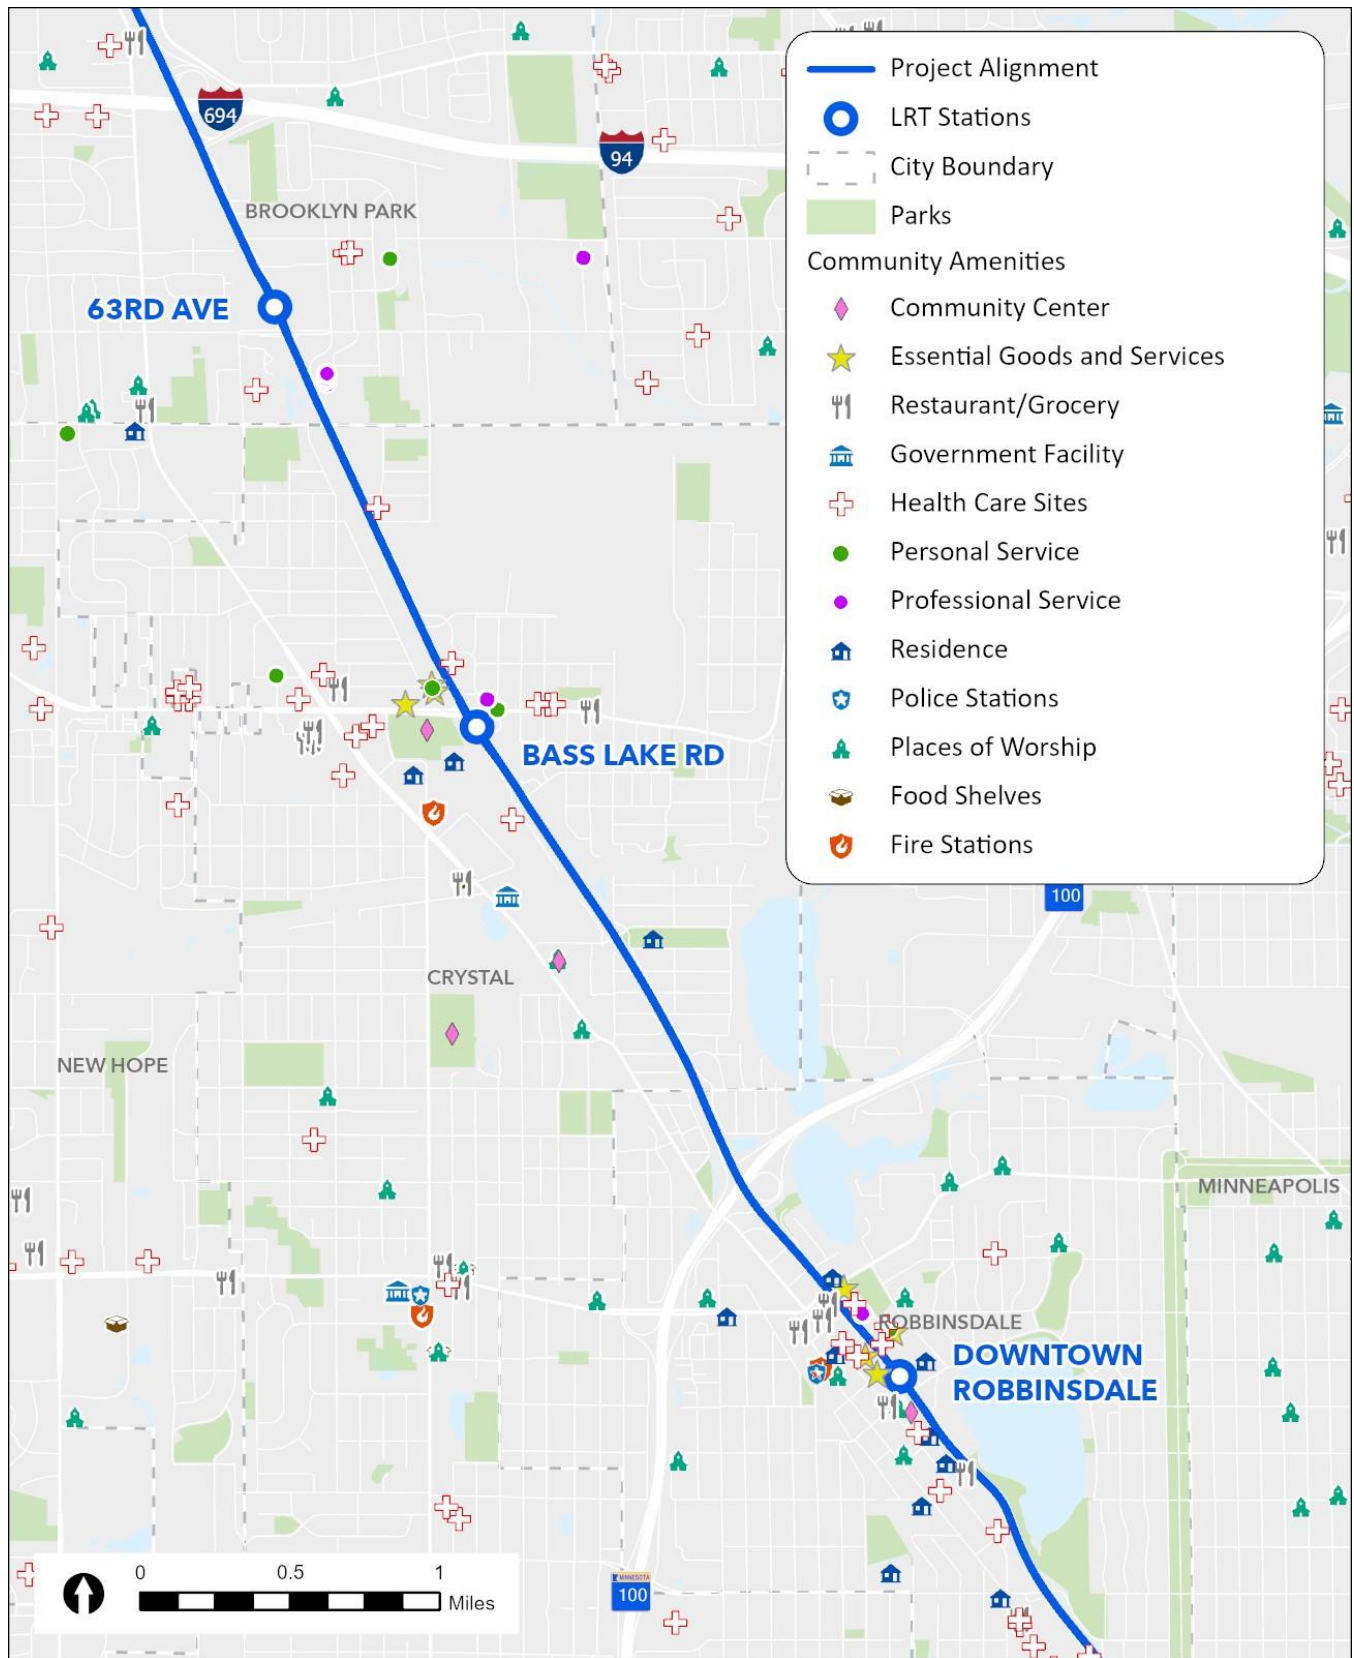 694
94
BROOKLYN PARK
63RD AVE
BASS LAKE RD
CRYSTAL
NEW HOPE
MINNEAPOLIS
ROBBINSDALE
DOWNTOWN
ROBBINSDALE
100
MINNESOTA
100
Project Alignment
LRT Stations
City Boundary
Parks
Community Amenities
Community Center
Essential Goods and Services
Restaurant/Grocery
Government Facility
Health Care Sites
Personal Service
Professional Service
Residence
Police Stations
Places of Worship
Food Shelves
Fire Stations
0 0.5 1
Miles